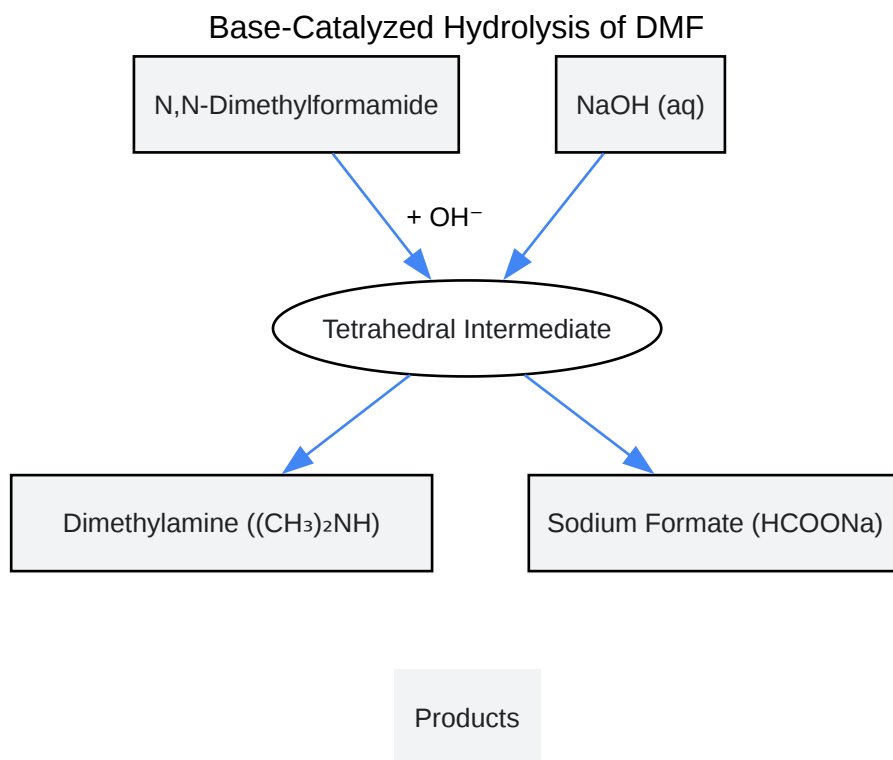 Base-Catalyzed Hydrolysis of DMF
N,N-Dimethylformamide
NaOH (aq)
+ OH⁻
Tetrahedral Intermediate
Dimethylamine ((CH₃)₂NH)
Sodium Formate (HCOONa)
Products